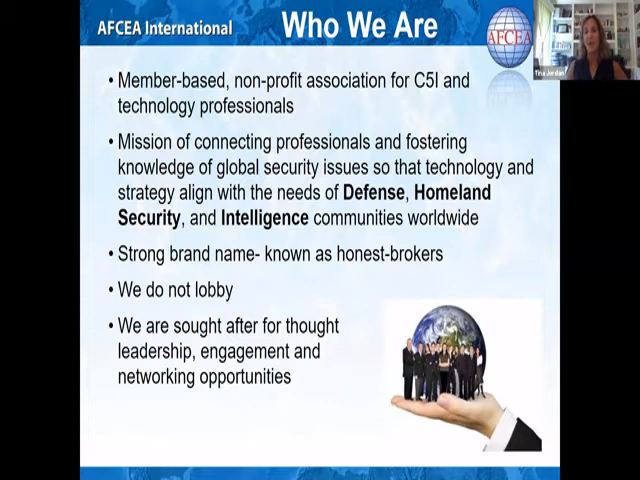 AFCEA International
Who We Are
AFCEA
Tina Jordan
• Member-based, non-profit association for C5I and
technology professionals
• Mission of connecting professionals and fostering
knowledge of global security issues so that technology and
strategy align with the needs of Defense, Homeland
Security, and Intelligence communities worldwide
• Strong brand name- known as honest-brokers
• We do not lobby
• We are sought after for thought
leadership, engagement and
networking opportunities